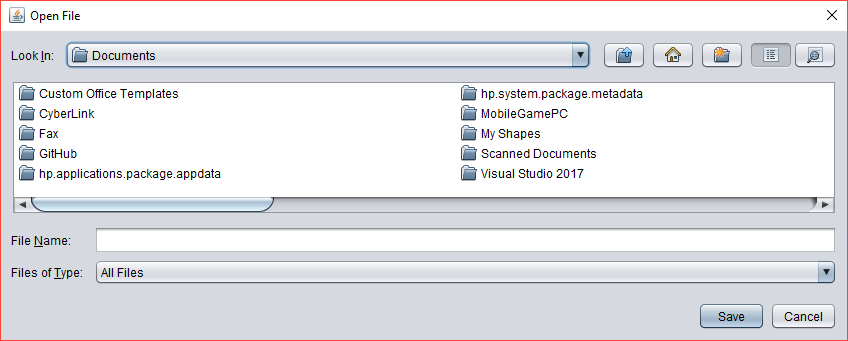 Open File
Look In: Documents
Custom Office Templates
CyberLink
Fax
GitHub
hp.applications.package.appdata
hp.system.package.metadata
MobileGamePC
My Shapes
Scanned Documents
Visual Studio 2017
File Name:
Files of Type: All Files
Save Cancel